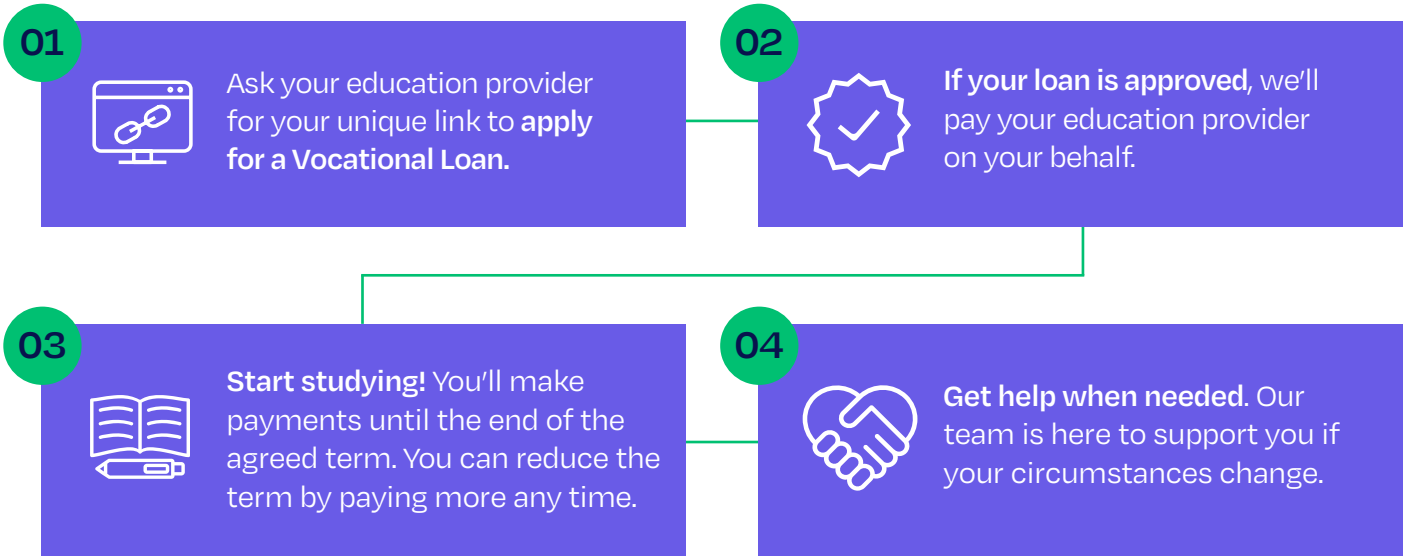 01
Ask your education provider
for your unique link to apply
for a Vocational Loan.
02
If your loan is approved, we'll
pay your education provider
on your behalf.
03
Start studying! You'll make
payments until the end of the
agreed term. You can reduce the
term by paying more any time.
04
Get help when needed. Our
team is here to support you if
your circumstances change.